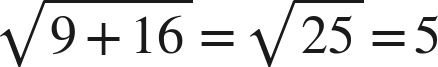 √9 + 16 = √25 = 5